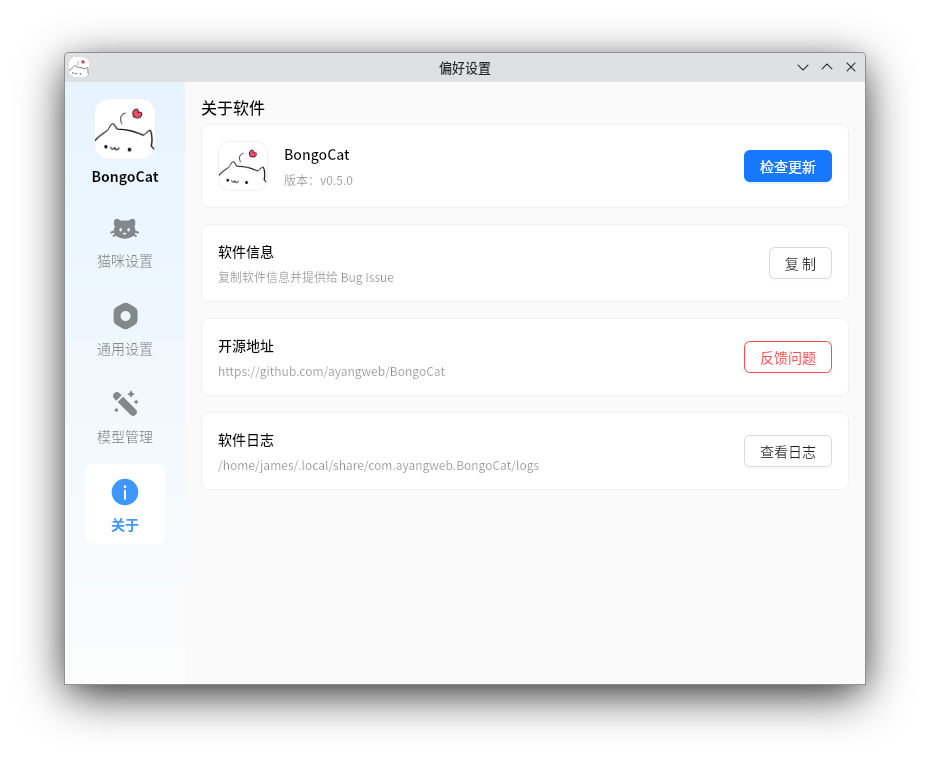 偏好设置
BongoCat
猫咪设置
通用设置
模型管理
关于
关于软件
BongoCat
版本：v0.5.0
检查更新
软件信息
复制软件信息并提供给 Bug Issue
复 制
开源地址
https://github.com/ayangweb/BongoCat
反馈问题
软件日志
/home/james/.local/share/com.ayangweb.BongoCat/logs
查看日志